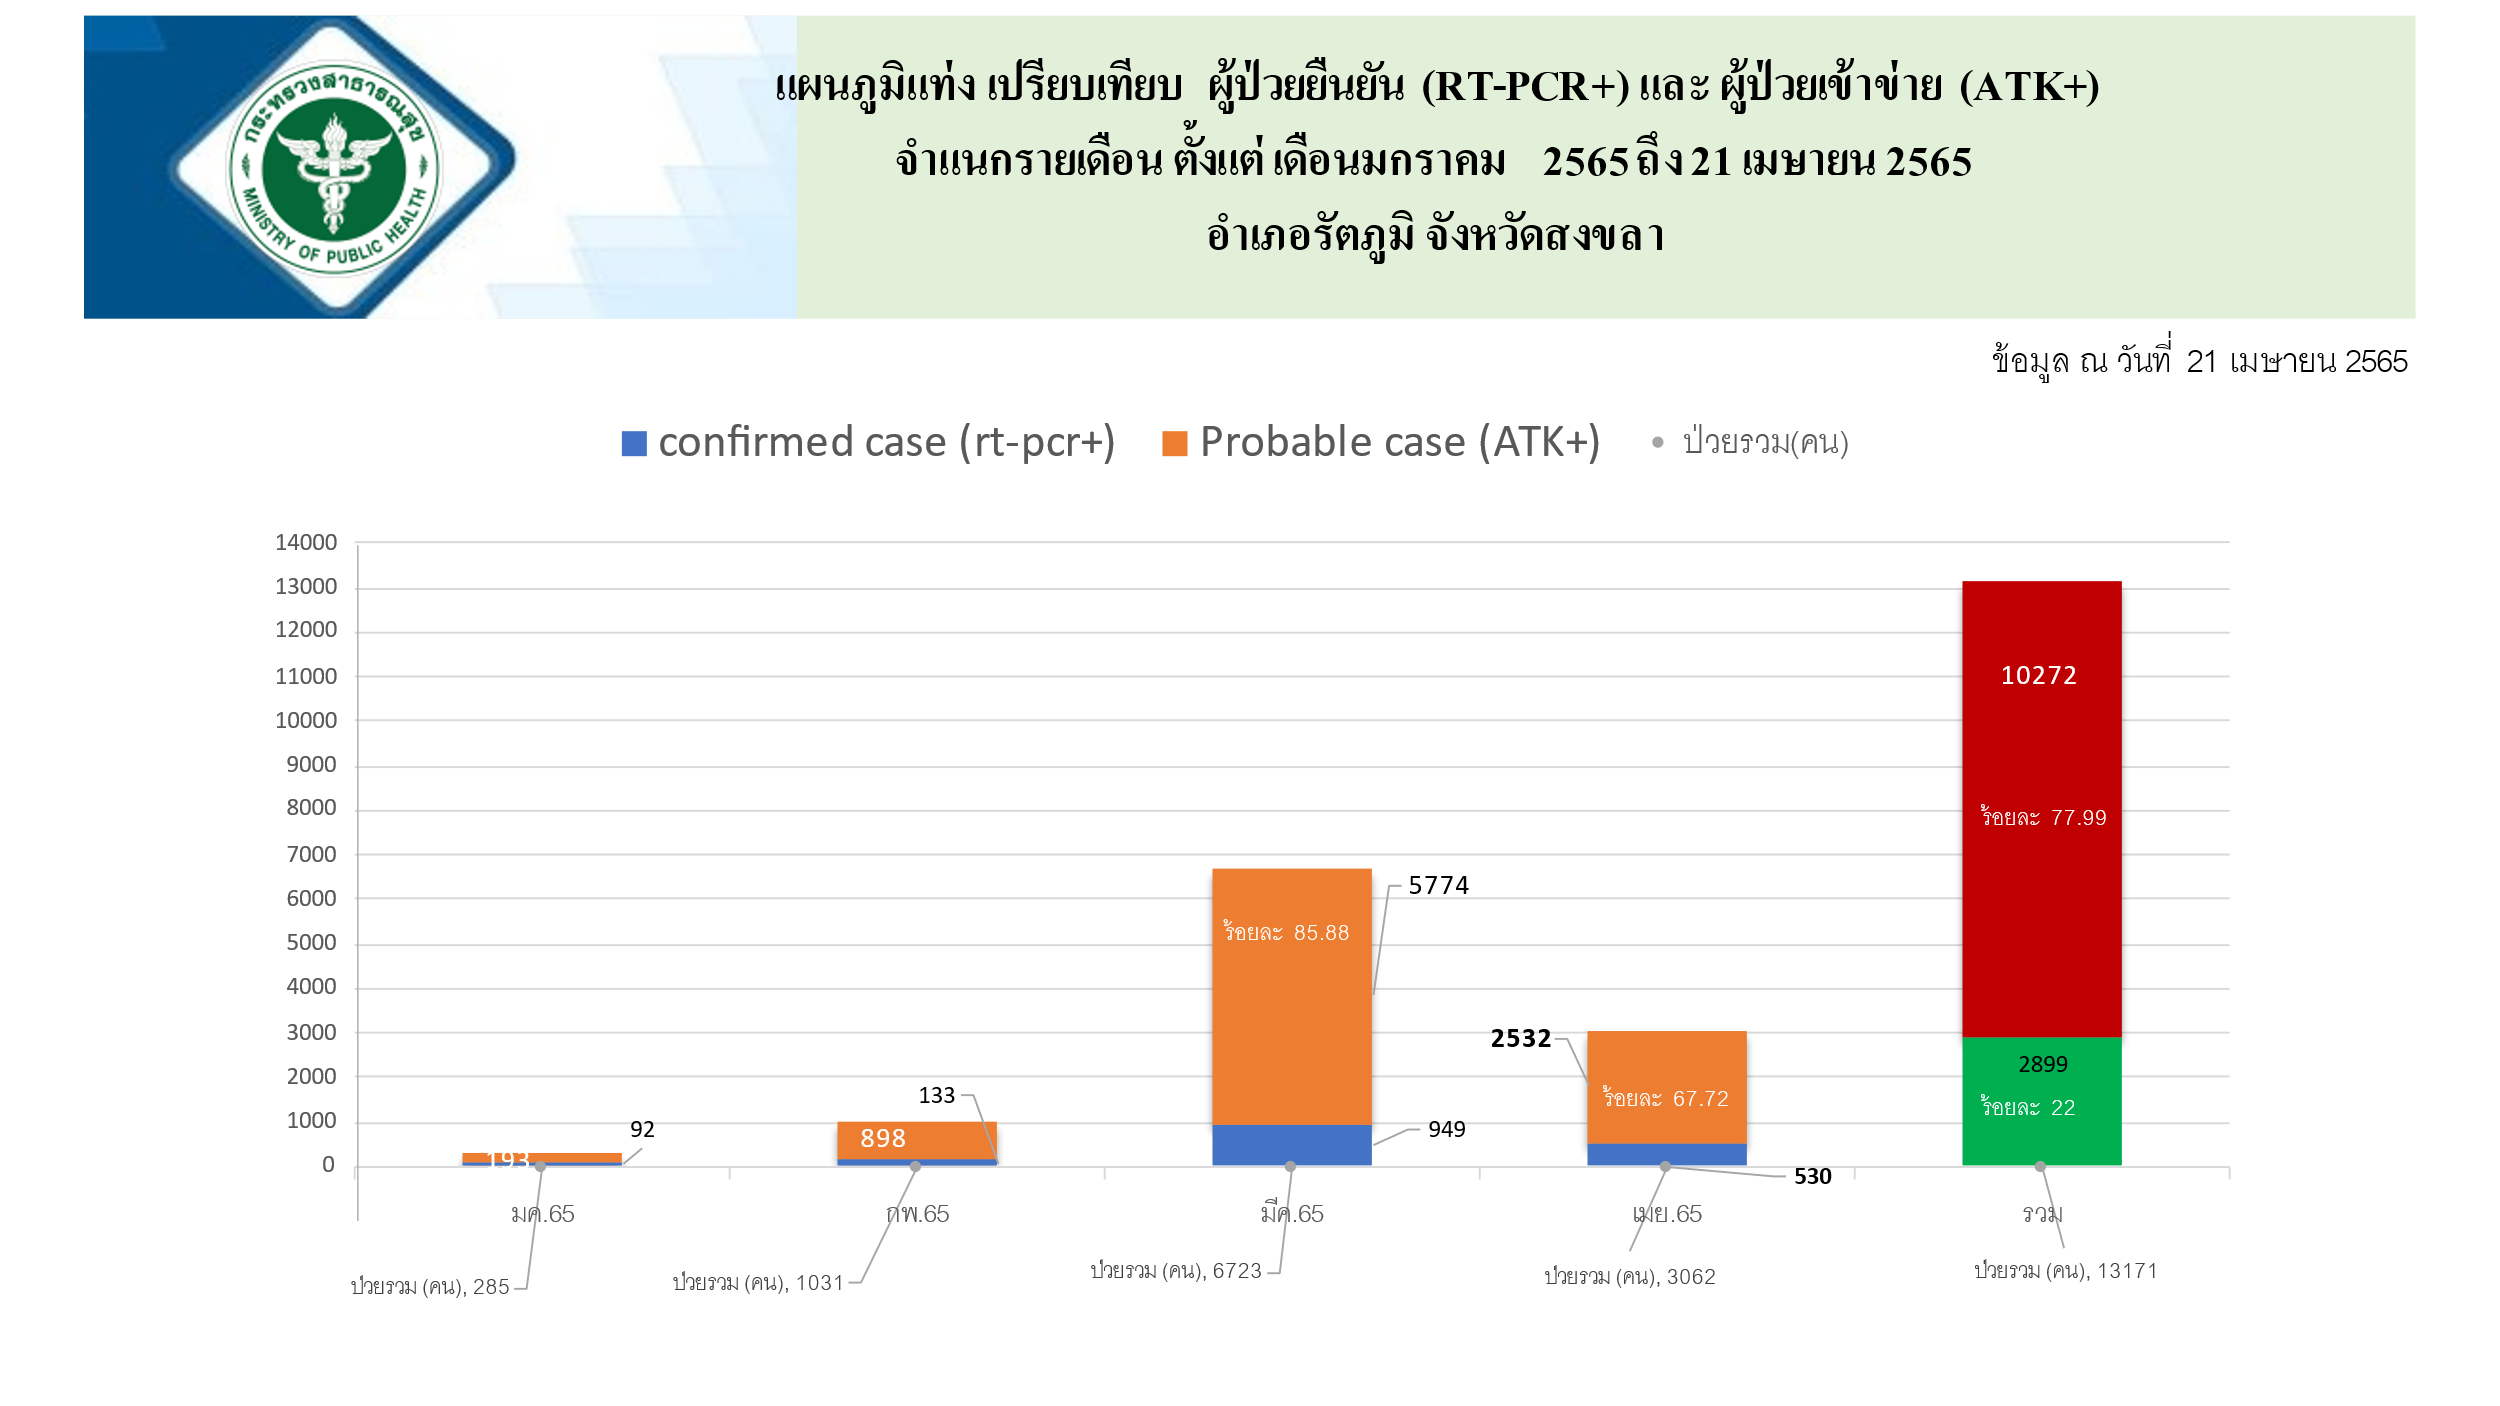 กระทรวงสาธารณสุข
MINISTRY OF PUBLIC HEALTH
แผนภูมิแท่ง เปรียบเทียบ ผู้ป่วยยืนยัน (RT-PCR+) และ ผู้ป่วยเข้าข่าย (ATK+)
จำแนกรายเดือน ตั้งแต่ เดือนมกราคม 2565 ถึง 21 เมษายน 2565
อำเภอรัตภูมิ จังหวัดสงขลา
ข้อมูล ณ วันที่ 21 เมษายน 2565
confirmed case (rt-pcr+) Probable case (ATK+) ป่วยรวม(คน)
14000
13000
12000
11000
10000
9000
8000
7000
6000
5000
4000
3000
2000
1000
0
193
92
898
133
ร้อยละ 85.88
5774
949
2532
ร้อยละ 67.72
530
10272
ร้อยละ 77.99
2899
ร้อยละ 22
มค.65 กพ.65 มีค.65 เมย.65 รวม
ป่วยรวม (คน), 285
ป่วยรวม (คน), 1031
ป่วยรวม (คน), 6723
ป่วยรวม (คน), 3062
ป่วยรวม (คน), 13171